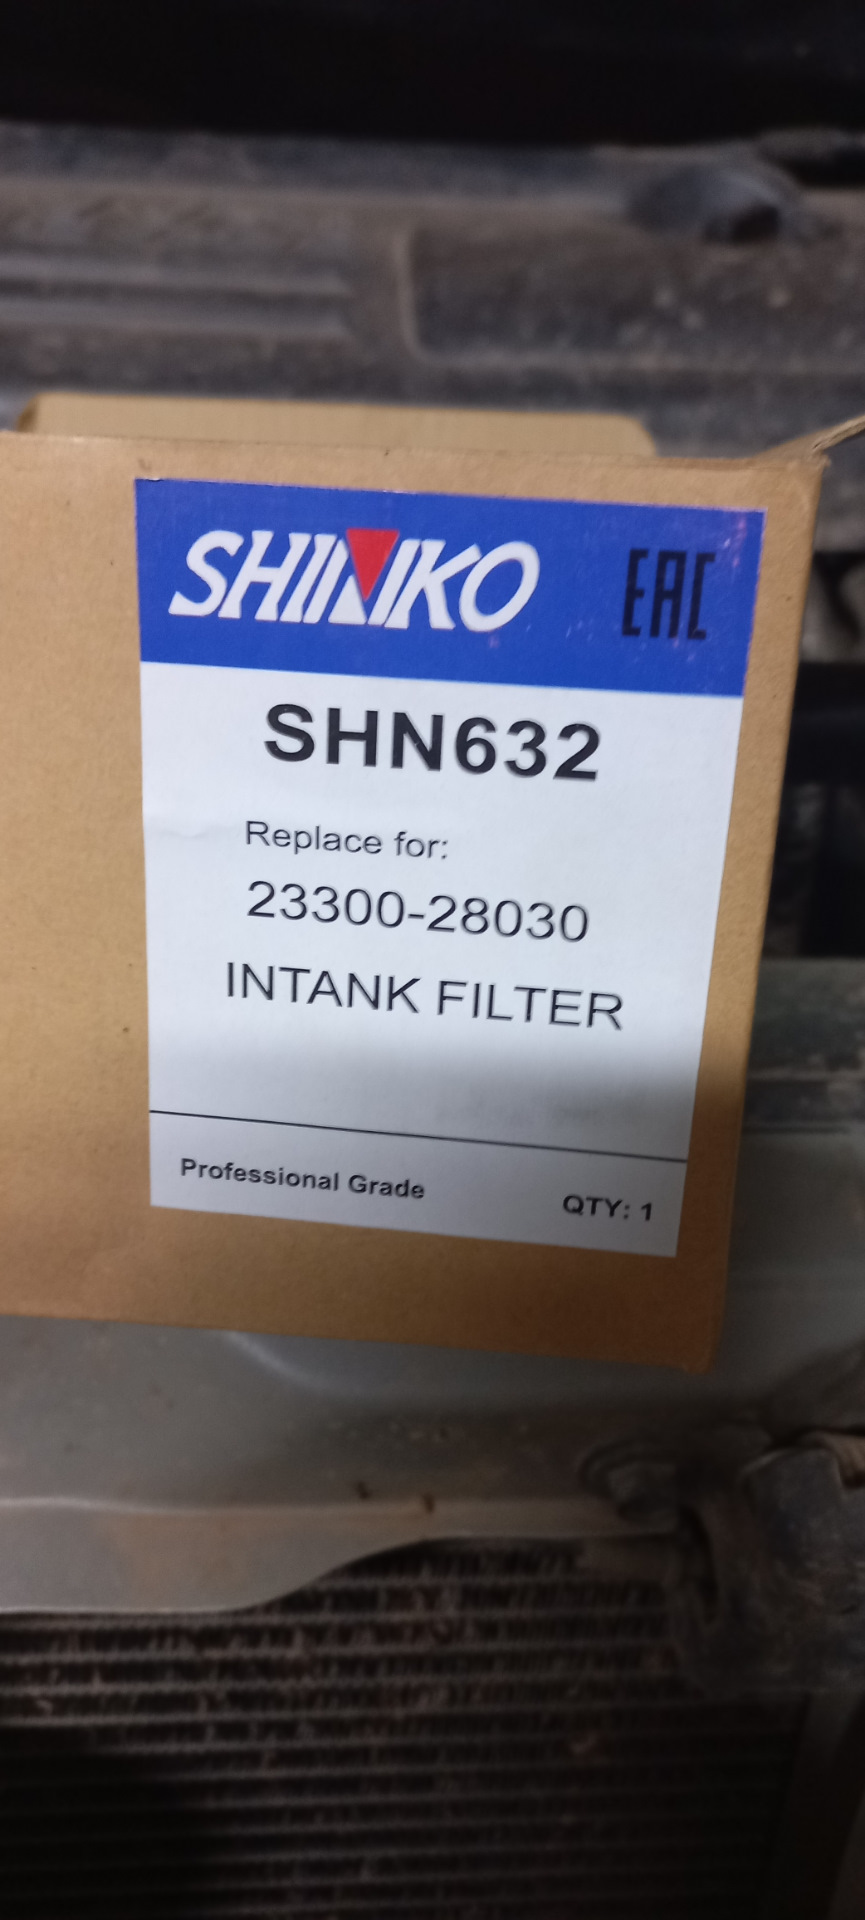 SHINKO EAC
SHN632
Replace for:
23300-28030
INTANK FILTER
Professional Grade QTY: 1